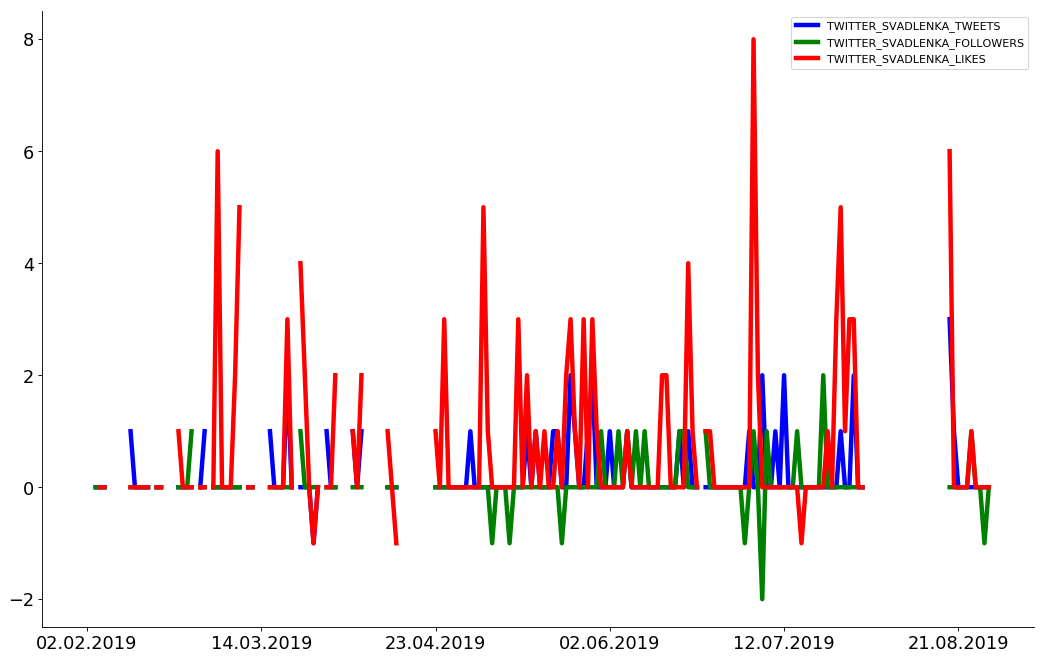 TWITTER_SVADLENKA_TWEETS
TWITTER_SVADLENKA_FOLLOWERS
TWITTER_SVADLENKA_LIKES
8
6
4
2
0
−2
02.02.2019 14.03.2019 23.04.2019 02.06.2019 12.07.2019 21.08.2019